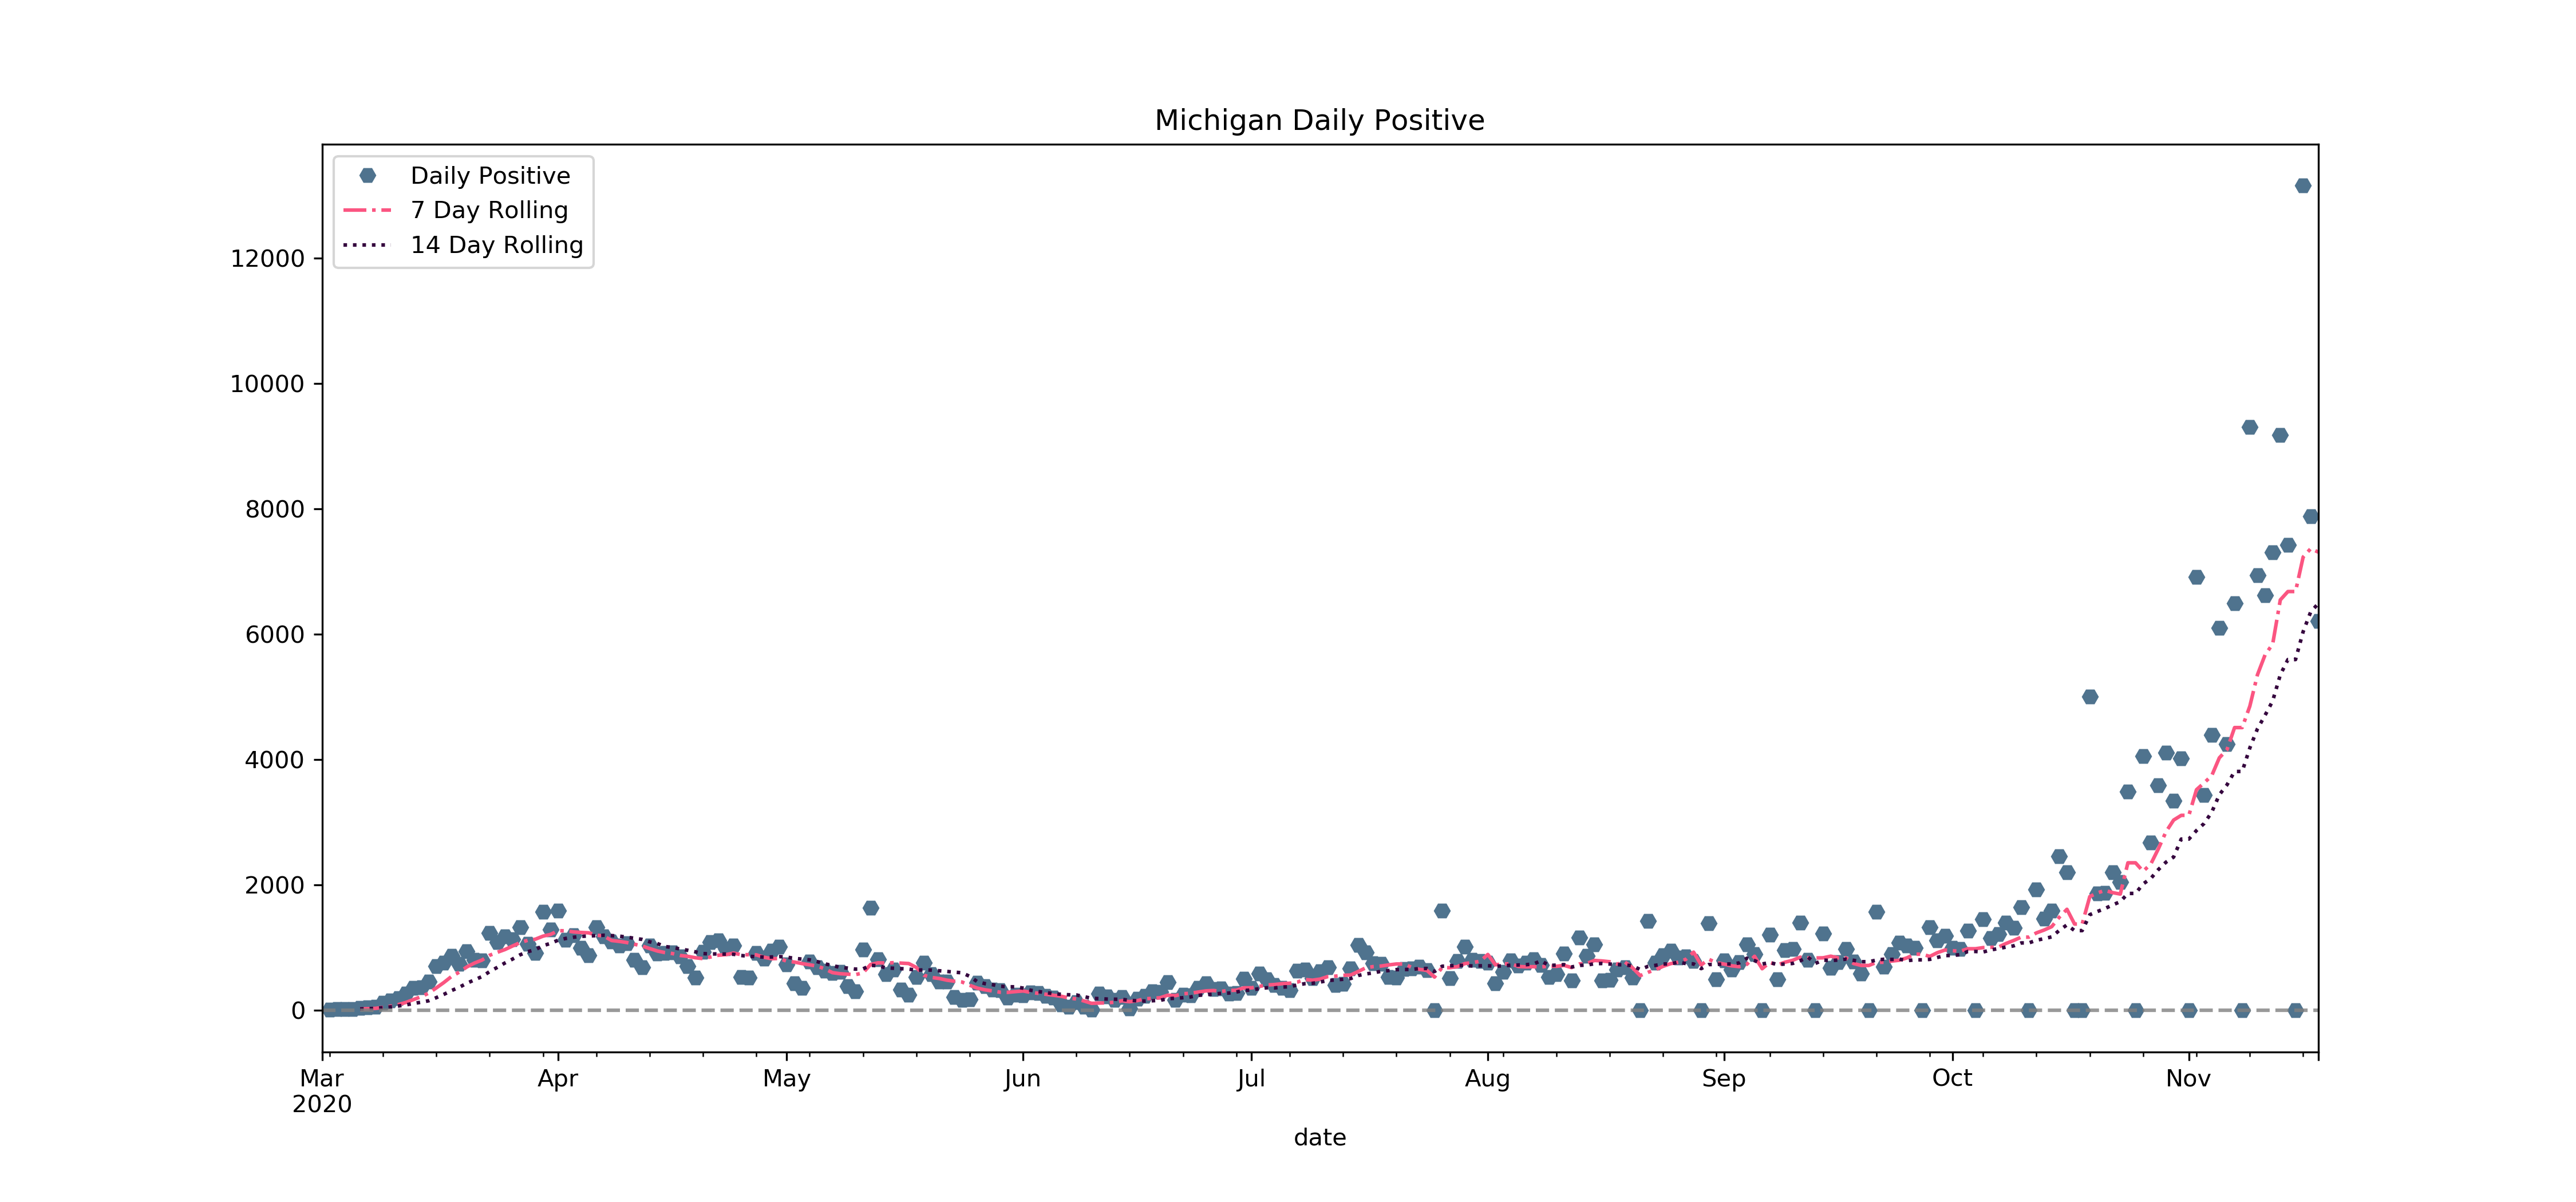 Michigan Daily Positive
Daily Positive
7 Day Rolling
14 Day Rolling
12000
10000
8000
6000
4000
2000
0
Mar Apr May Jun Jul Aug Sep Oct Nov
2020
date